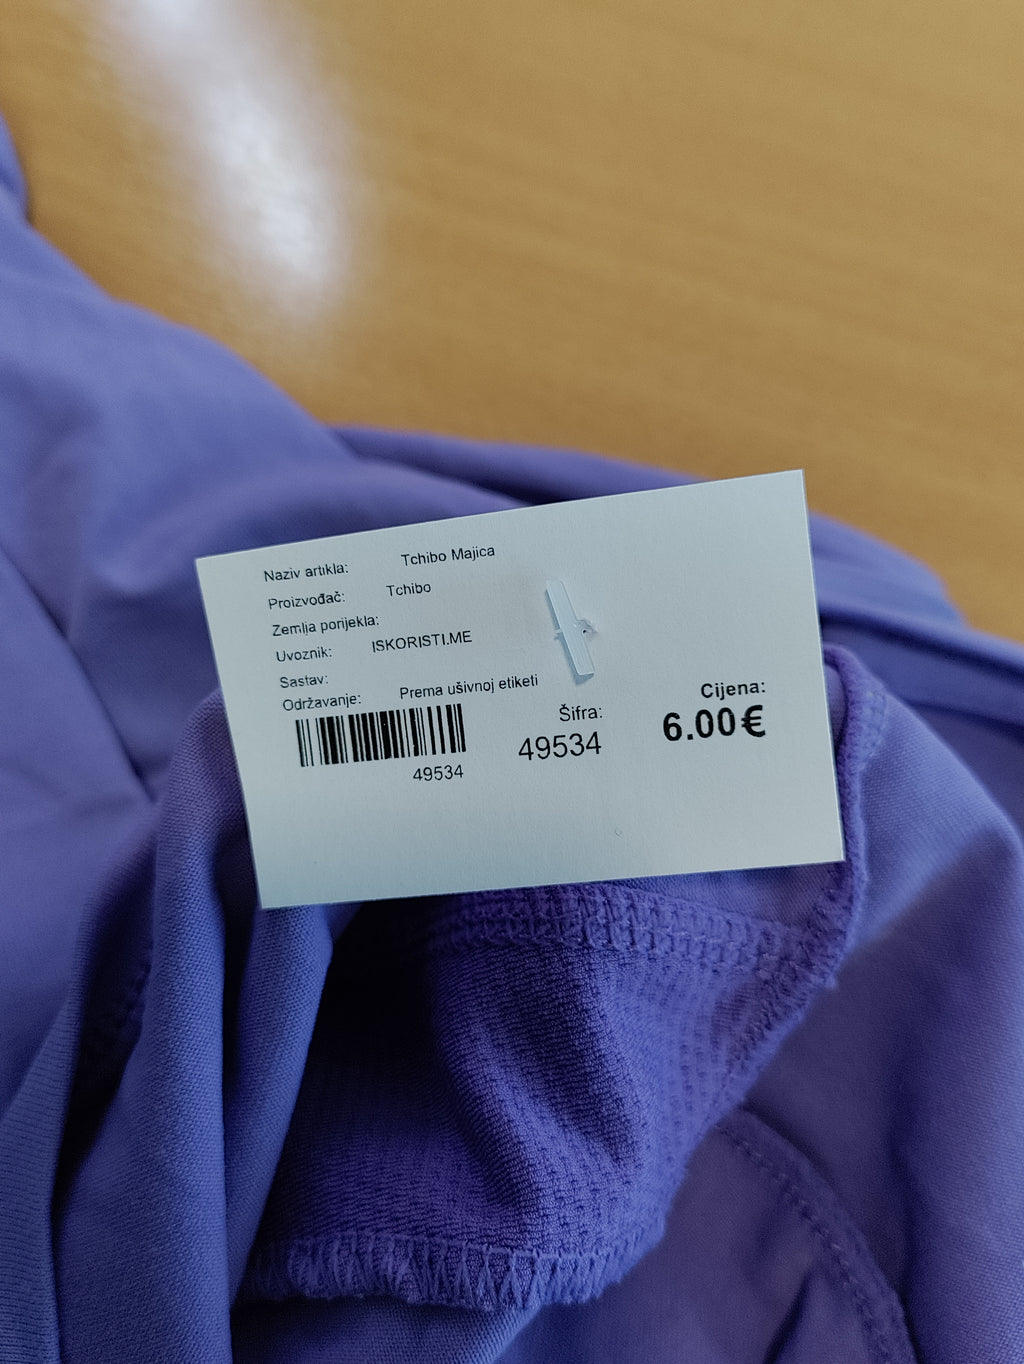 Naziv artikla: Tchibo Majica
Proizvođač: Tchibo
Zemlja porijekla:
Uvoznik: ISKORISTI.ME
Sastav:
Održavanje: Prema ušivnoj etiketi
49534
Šifra:
49534
Cijena:
6.00€